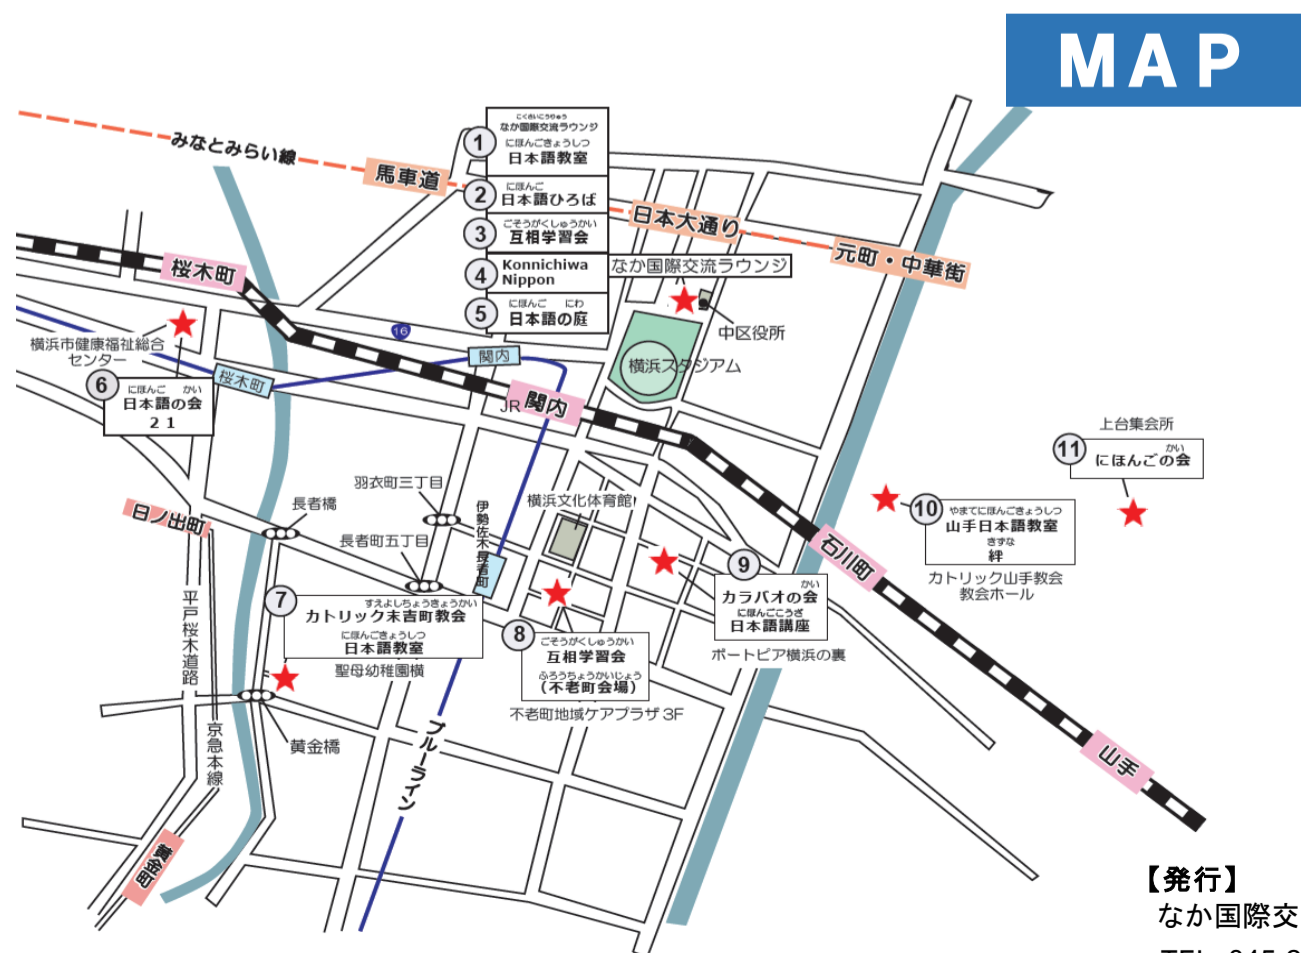 MAP
みなとみらい線
馬車道
1
こくさいこうりゅう
なか国際交流ラウンジ
にほんごきょうしつ
日本語教室
2
にほんご
日本語ひろば
3
ごそうがくしゅうかい
互相学習会
4
Konnichiwa
Nippon
5
にほんご にわ
日本語の庭
日本大通り
元町・中華街
なか国際交流ラウンジ
中区役所
横浜スタジアム
桜木町
16
関内
桜木町
JR 関内
横浜市健康福祉総合
センター
6
にほんご かい
日本語の会
21
上台集会所
11
かい
にほんごの会
10
やまてにほんごきょうしつ
山手日本語教室
きずな
絆
カトリック山手教会
教会ホール
羽衣町三丁目
長者橋
日ノ出町
長者町五丁目
伊勢佐木長者町
横浜文化体育館
石川町
9
かい
カラバオの会
にほんごこうざ
日本語講座
ポートピア横浜の裏
7
すえよしちょうきょうかい
カトリック末吉町教会
にほんごきょうしつ
日本語教室
聖母幼稚園横
8
ごそうがくしゅうかい
互相学習会
ふろうちょうかいじょう
(不老町会場)
不老町地域ケアプラザ3F
平戸桜木道路
京急本線
黄金橋
ブルーライン
山手
黄金町
【発行】
なか国際交